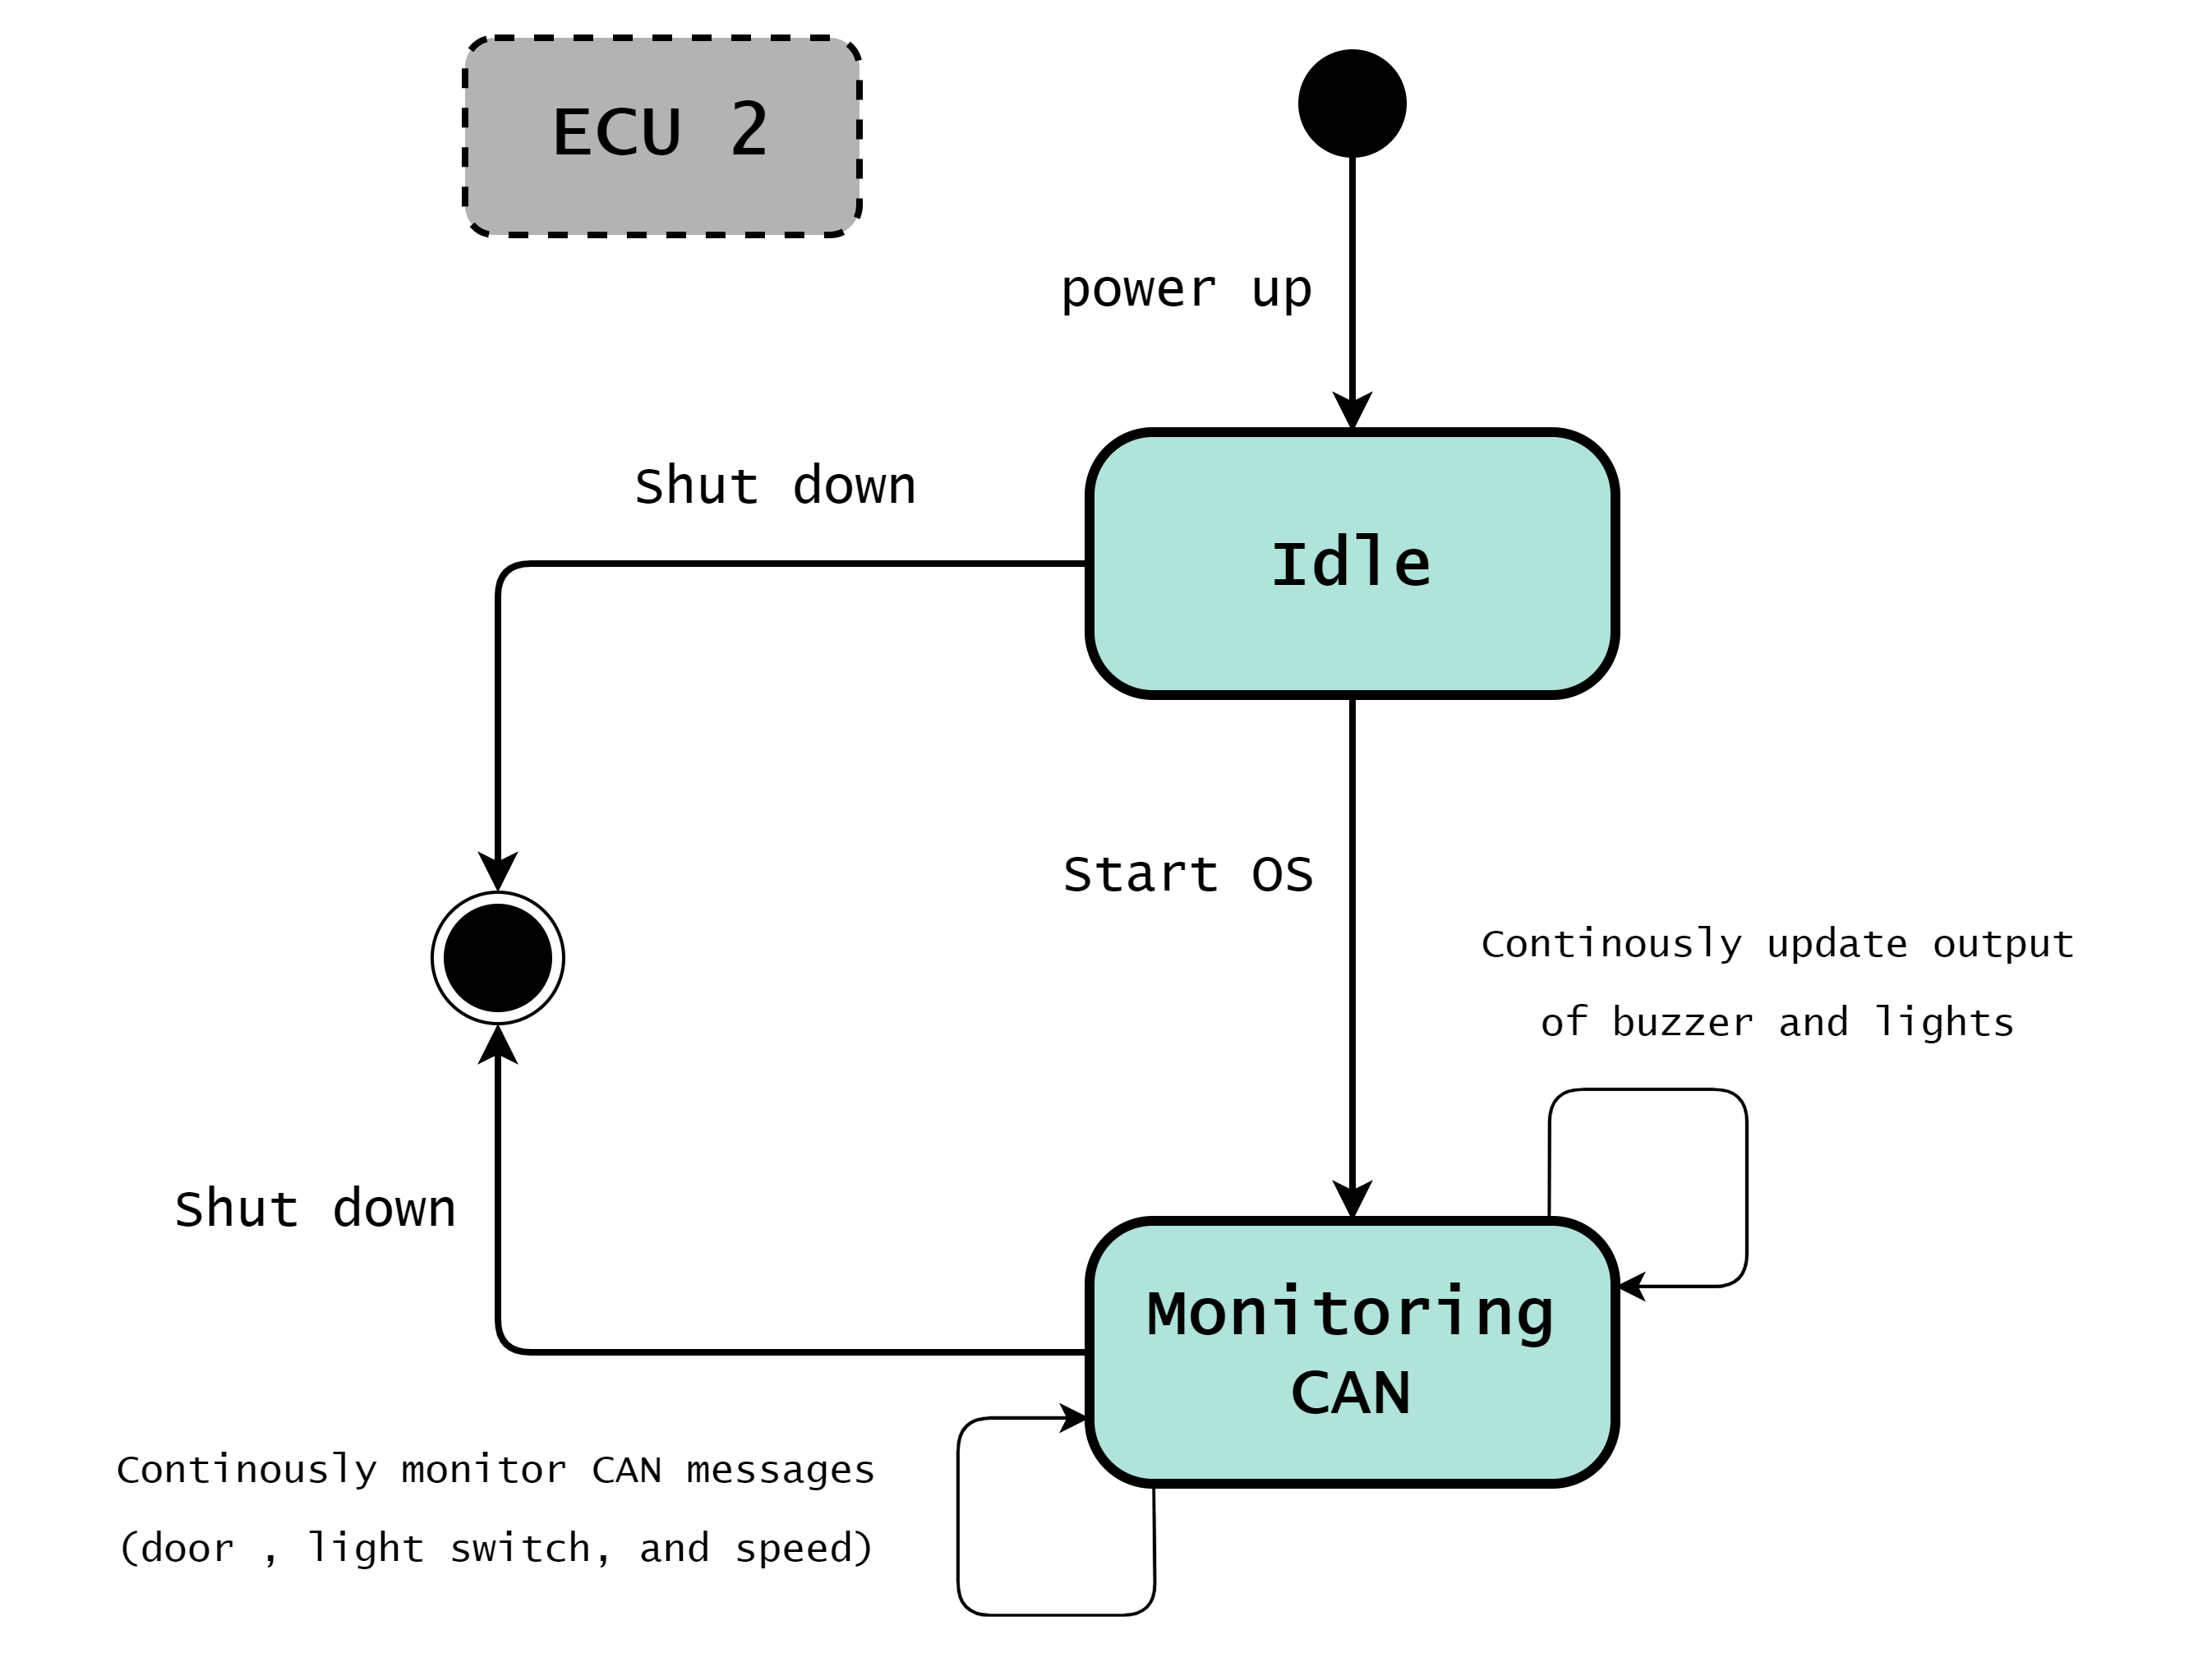 ECU 2
power up
Shut down
Idle
Start OS
Continously update output
of buzzer and lights
Shut down
Monitoring
CAN
Continously monitor CAN messages
(door , light switch, and speed)